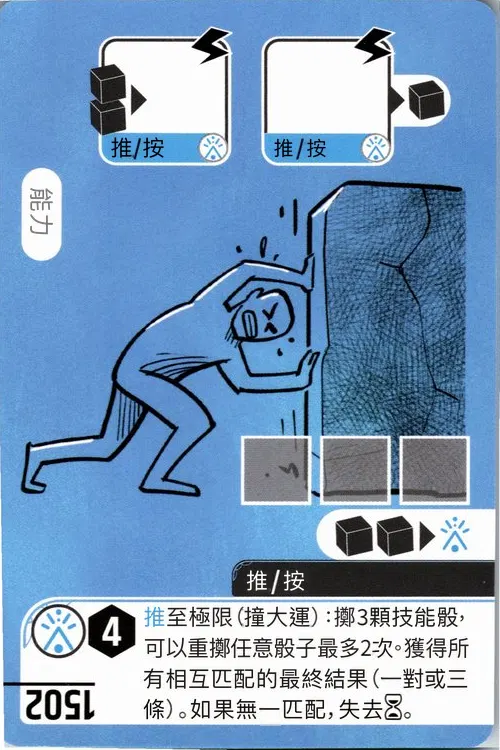 推/按
推/按
能力
推/按
4
推至極限(撞大運):擲3顆技能骰,
可以重擲任意骰子最多2次。獲得所
有相互匹配的最終結果(一對或三
條)。如果無一匹配,失去。
1502